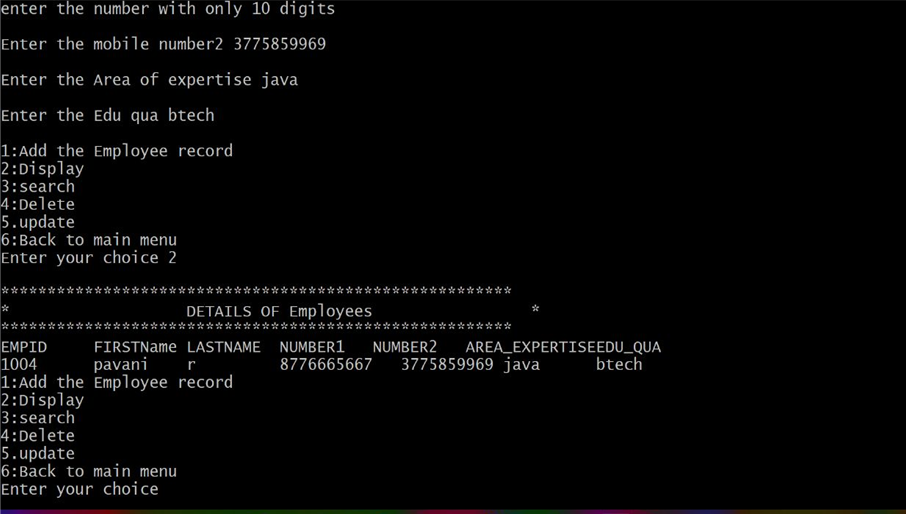 enter the number with only 10 digits
Enter the mobile number2 3775859969
Enter the Area of expertise java
Enter the Edu qua btech
1:Add the Employee record
2:Display
3:search
4:Delete
5.update
6:Back to main menu
Enter your choice 2
*******************************************************
*                   DETAILS OF Employees                 *
*******************************************************
EMPID     FIRSTName LASTNAME  NUMBER1   NUMBER2   AREA_EXPERTISEEDU_QUA
1004      pavani    r         8776665667   3775859969 java      btech
1:Add the Employee record
2:Display
3:search
4:Delete
5.update
6:Back to main menu
Enter your choice